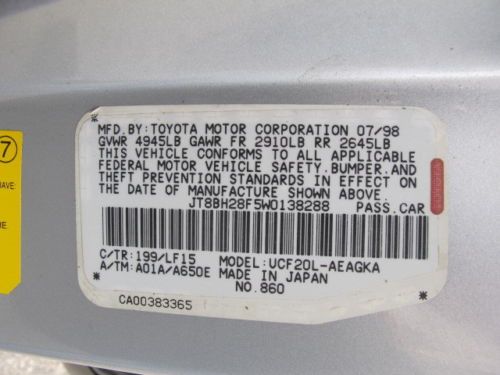 MFD.BY:TOYOTA MOTOR CORPORATION 07/98
GVWR 4945LB GAWR FR 2910LB RR 2645LB
THIS VEHICLE CONFORMS TO ALL APPLICABLE
FEDERAL MOTOR VEHICLE SAFETY.BUMPER.AND
THEFT PREVENTION STANDARDS IN EFFECT ON
THE DATE OF MANUFACTURE SHOWN ABOVE.
JT8BH28F5W0138288 PASS.CAR
C/TR:199/LF15 MODEL:UCF20L-AEAGKA
A/TM:A01A/A650E MADE IN JAPAN
NO.860
CA00383365
7
HAVE: